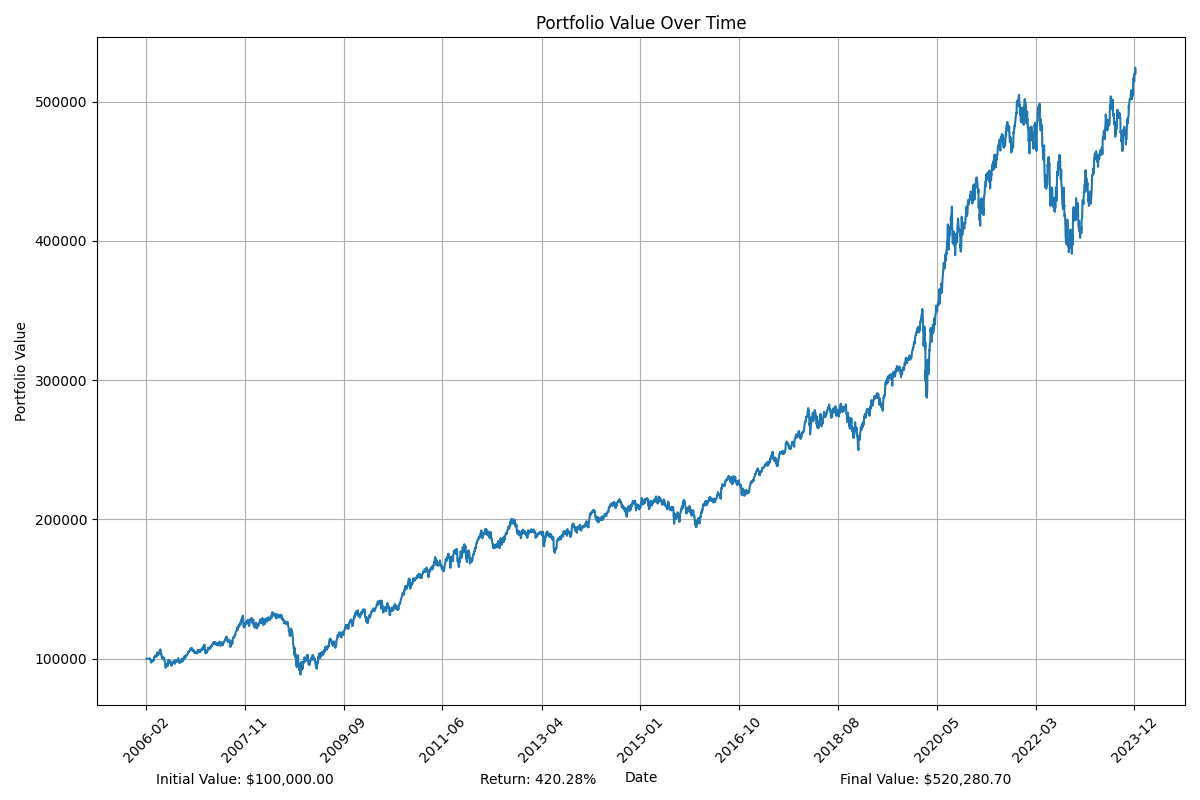 Portfolio Value Over Time
Portfolio Value
500000
400000
300000
200000
100000
2006-02
2007-11
2009-09
2011-06
2013-04
2015-01
2016-10
2018-08
2020-05
2022-03
2023-12
Date
Initial Value: $100,000.00
Return: 420.28%
Final Value: $520,280.70